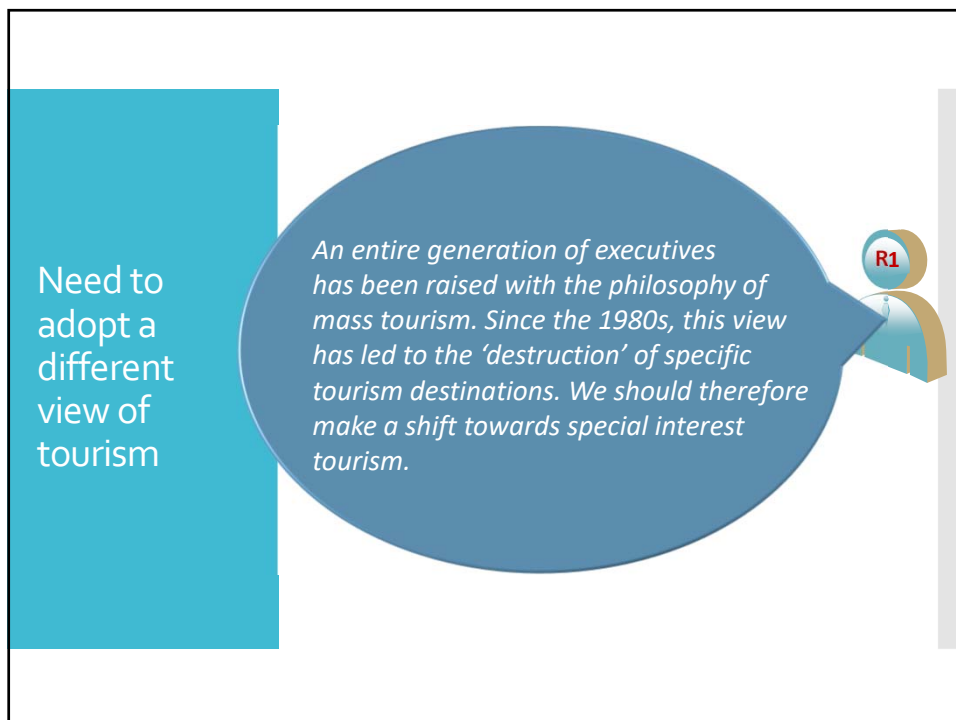 Need to
adopt a
different
view of
tourism
An entire generation of executives
has been raised with the philosophy of
mass tourism. Since the 1980s, this view
has led to the ‘destruction’ of specific
tourism destinations. We should therefore
make a shift towards special interest
tourism.
R1